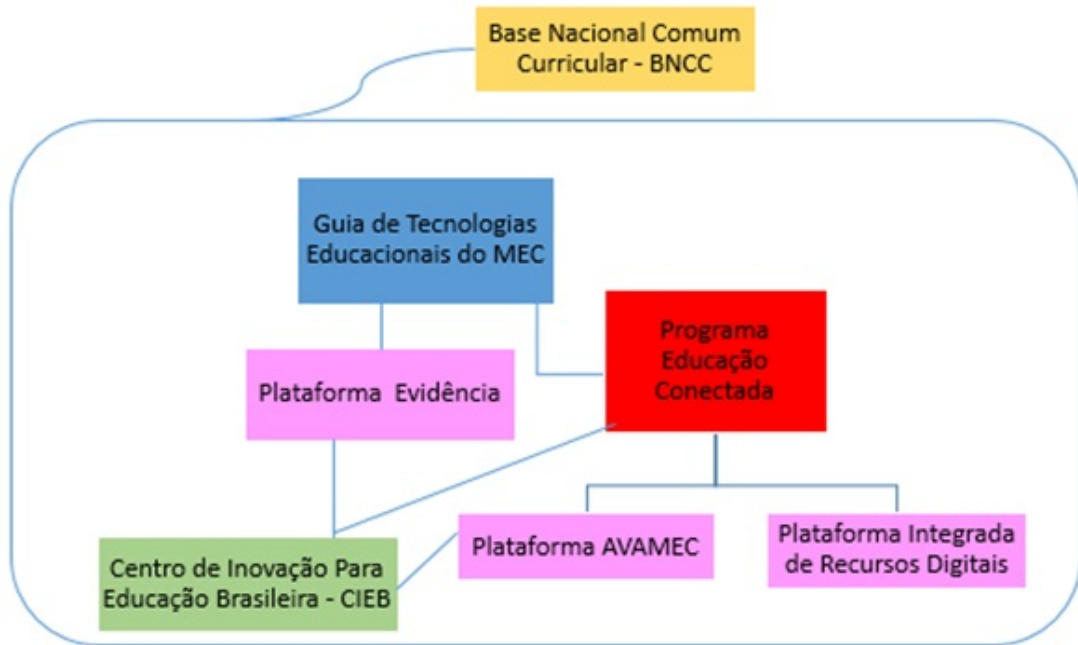 Base Nacional Comum
Curricular - BNCC
Guia de Tecnologias
Educacionais do MEC
Programa
Educação
Conectada
Plataforma Evidência
Centro de Inovação Para
Educação Brasileira - CIEB
Plataforma AVAMEC
Plataforma Integrada
de Recursos Digitais